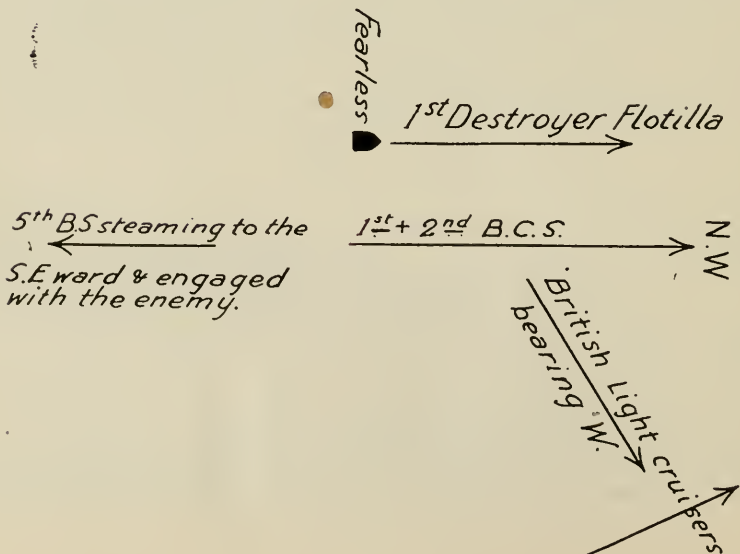 Fearless
1st Destroyer Flotilla
5th B.S steaming to the
S.E ward & engaged
with the enemy.
1st + 2nd B.C.S.
N.W
British Light cruisers
bearing W.